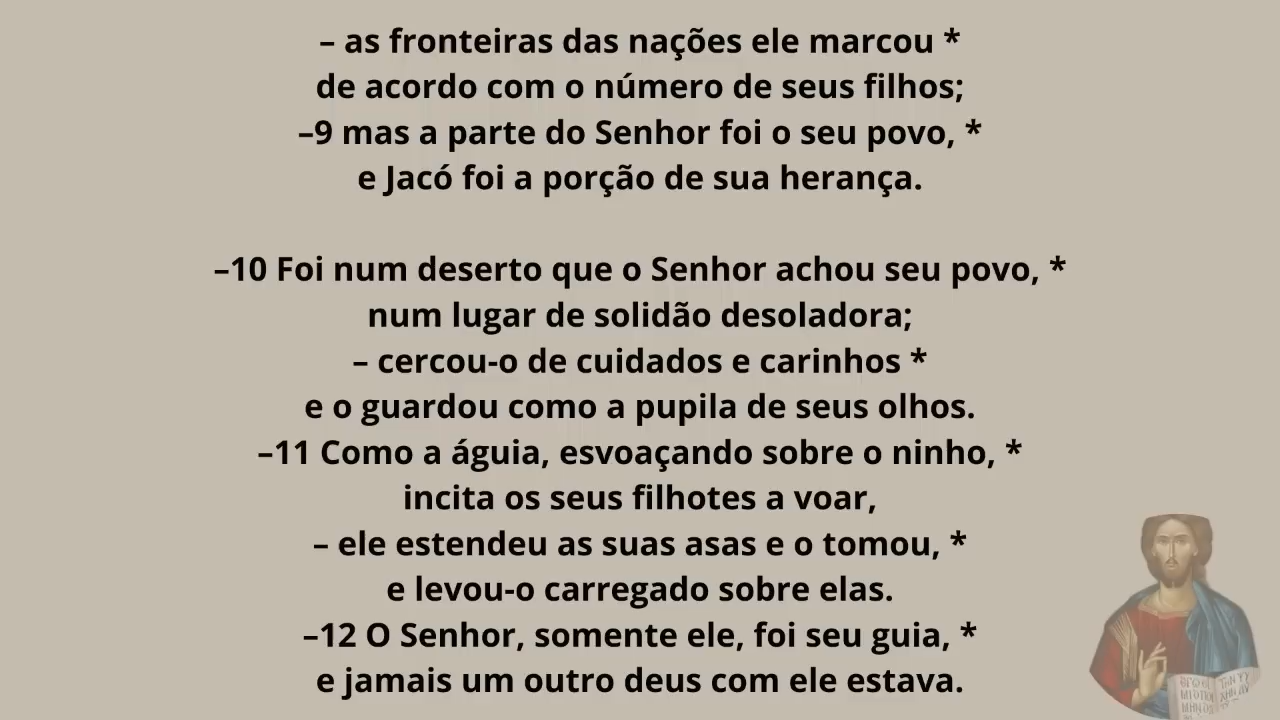 – as fronteiras das nações ele marcou *
de acordo com o número de seus filhos;
–9 mas a parte do Senhor foi o seu povo, *
e Jacó foi a porção de sua herança.
–10 Foi num deserto que o Senhor achou seu povo, *
num lugar de solidão desoladora;
– cercou-o de cuidados e carinhos *
e o guardou como a pupila de seus olhos.
–11 Como a águia, esvoaçando sobre o ninho, *
incita os seus filhotes a voar,
– ele estendeu as suas asas e o tomou, *
e levou-o carregado sobre elas.
–12 O Senhor, somente ele, foi seu guia, *
e jamais um outro deus com ele estava.